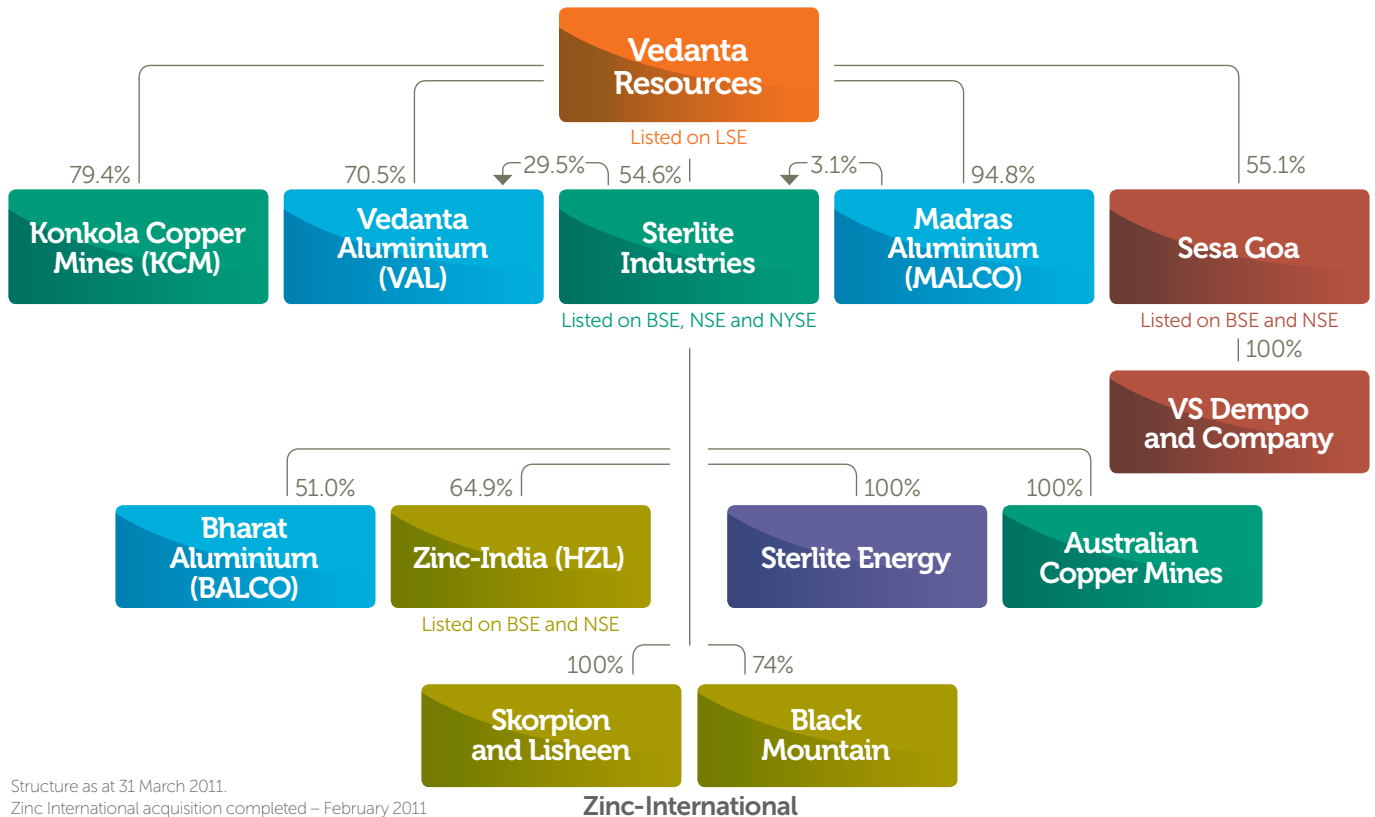 Vedanta
Resources
Listed on LSE
79.4%
70.5%
29.5%
54.6%
3.1%
94.8%
55.1%
Konkola Copper
Mines (KCM)
Vedanta
Aluminium
(VAL)
Sterlite
Industries
Madras
Aluminium
(MALCO)
Sesa Goa
Listed on BSE, NSE and NYSE
Listed on BSE and NSE
100%
VS Dempo
and Company
51.0%
64.9%
100%
100%
Bharat
Aluminium
(BALCO)
Zinc-India (HZL)
Sterlite Energy
Australian
Copper Mines
Listed on BSE and NSE
100%
74%
Skorpion
and Lisheen
Black
Mountain
Zinc-International
Structure as at 31 March 2011.
Zinc International acquisition completed – February 2011